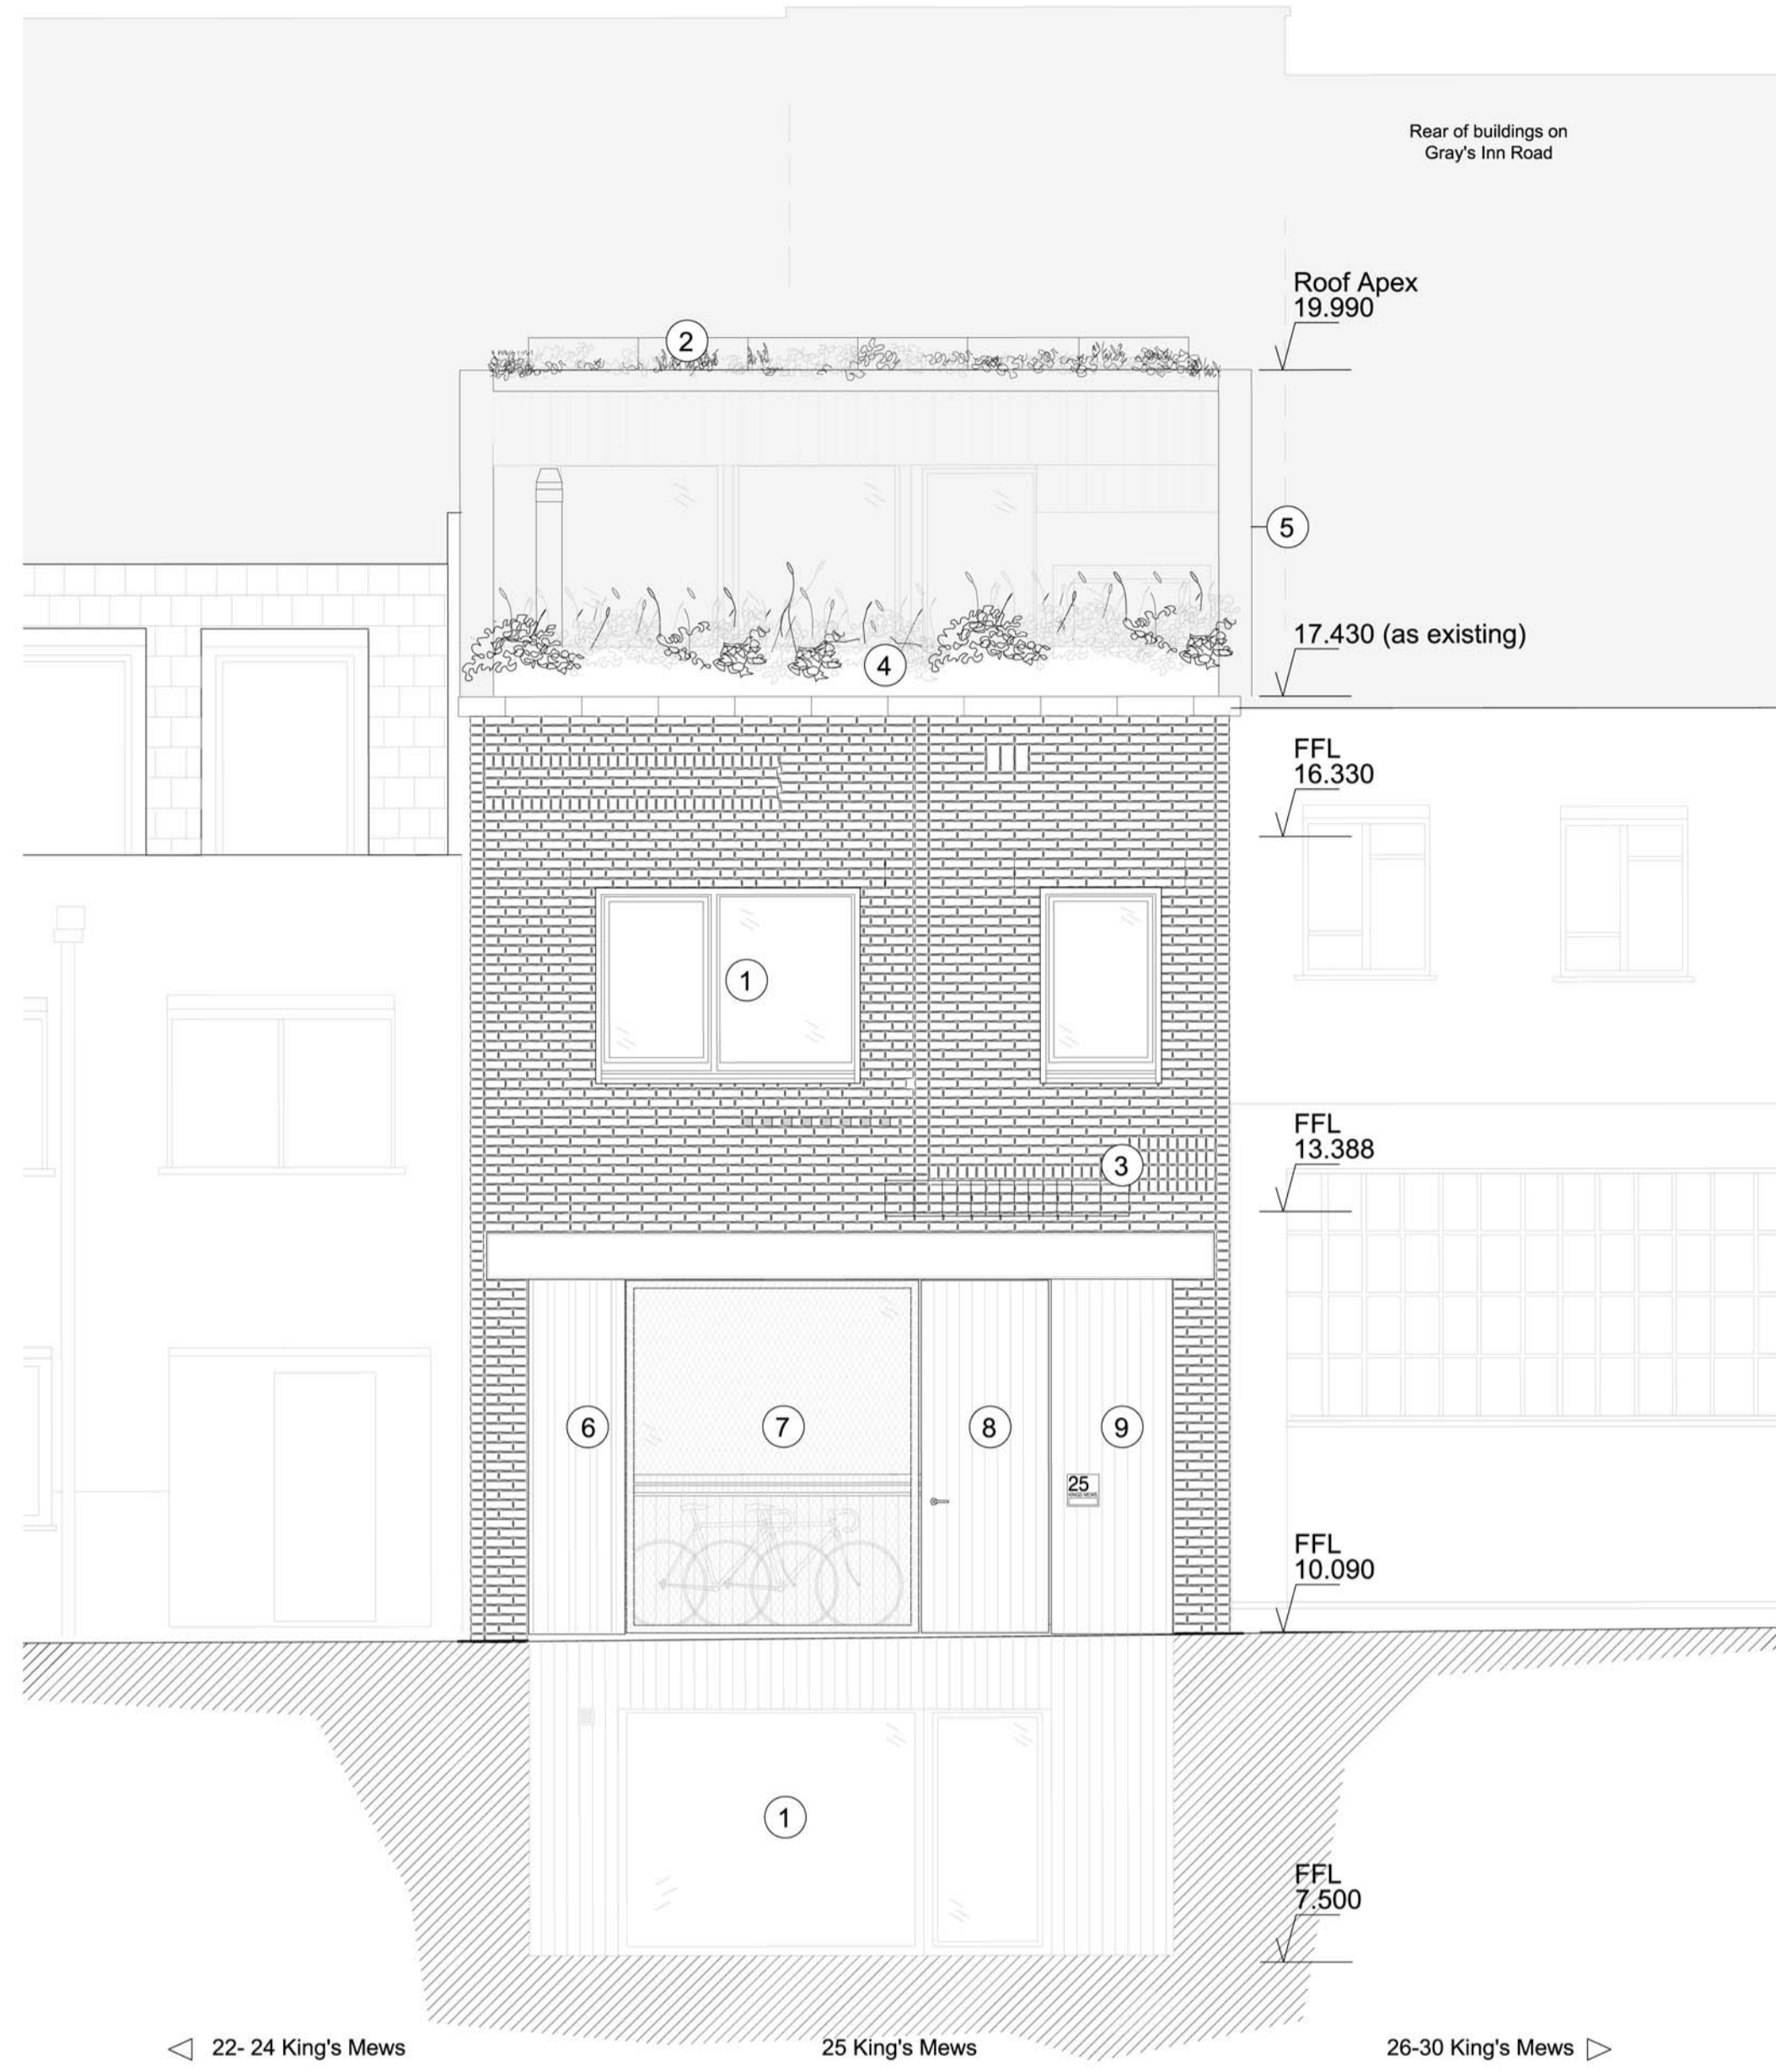 Rear of buildings on
Gray's Inn Road
Roof Apex
19.990
2
5
17.430 (as existing)
4
FFL
16.330
1
FFL
13.388
3
6
7
8
9
25
KINGS MEWS
FFL
10.090
1
FFL
7.500
22- 24 King's Mews
25 King's Mews
26-30 King's Mews